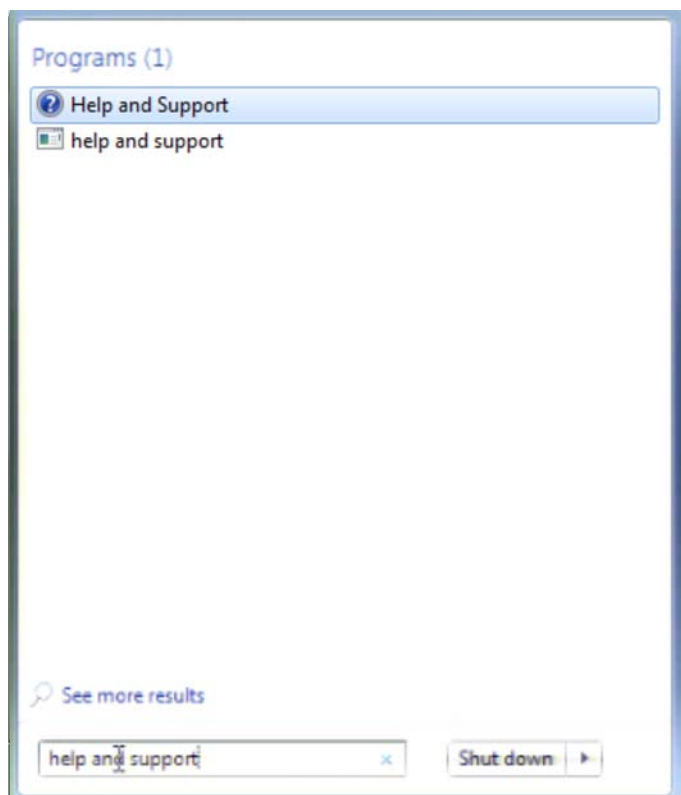 Programs (1)
Help and Support
help and support
See more results
help and support
Shut down